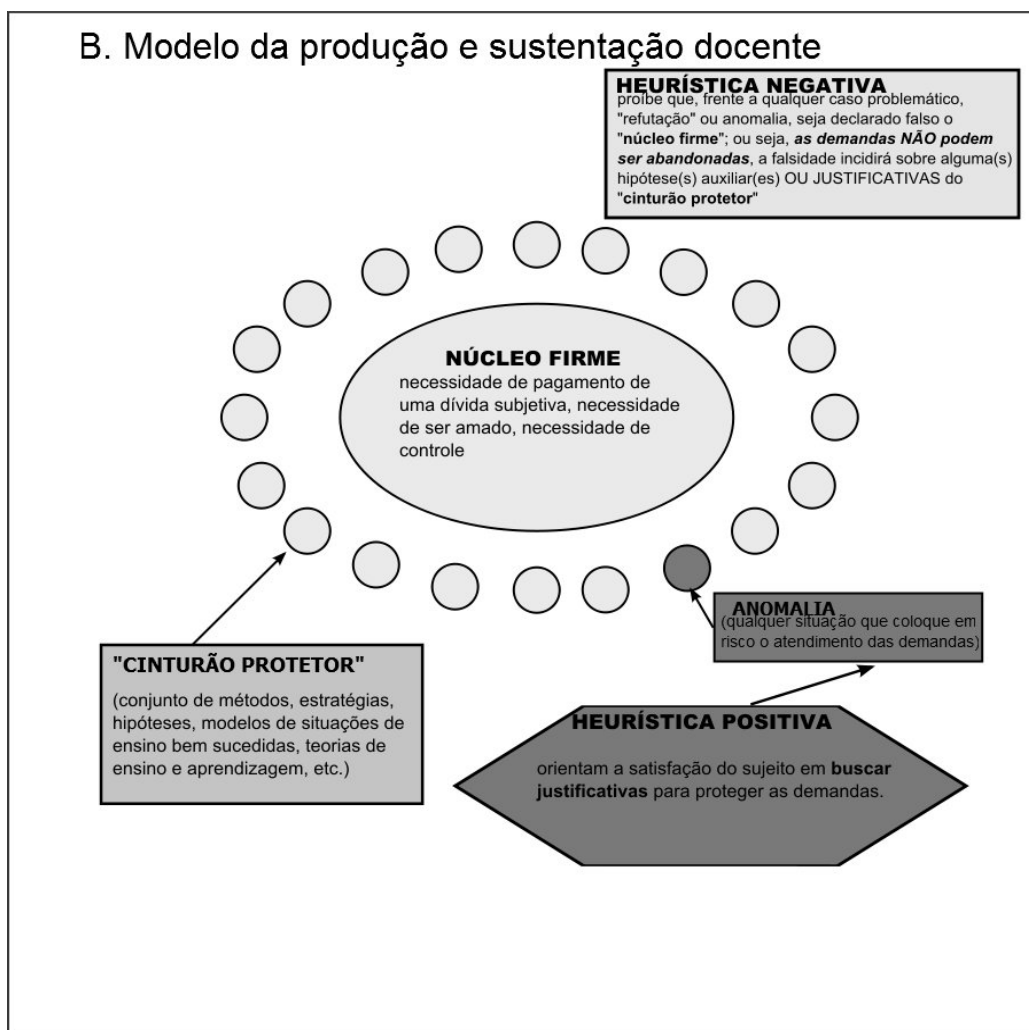 B. Modelo da produção e sustentação docente
HEURÍSTICA NEGATIVA
proíbe que, frente a qualquer caso problemático,
"refutação" ou anomalia, seja declarado falso o
"núcleo firme"; ou seja, as demandas NÃO podem
ser abandonadas, a falsidade incidirá sobre alguma(s)
hipótese(s) auxiliar(es) OU JUSTIFICATIVAS do
"cinturão protetor"
NÚCLEO FIRME
necessidade de pagamento de
uma dívida subjetiva, necessidade
de ser amado, necessidade de
controle
ANOMALIA
(qualquer situação que coloque em
risco o atendimento das demandas)
"CINTURÃO PROTETOR"
(conjunto de métodos, estratégias,
hipóteses, modelos de situações de
ensino bem sucedidas, teorias de
ensino e aprendizagem, etc.)
HEURÍSTICA POSITIVA
orientam a satisfação do sujeito em buscar
justificativas para proteger as demandas.